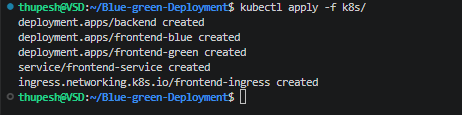 thupesh@VSD:~/Blue-green-Deployment$ kubectl apply -f k8s/
deployment.apps/backend created
deployment.apps/frontend-blue created
deployment.apps/frontend-green created
service/frontend-service created
ingress.networking.k8s.io/frontend-ingress created
thupesh@VSD:~/Blue-green-Deployment$